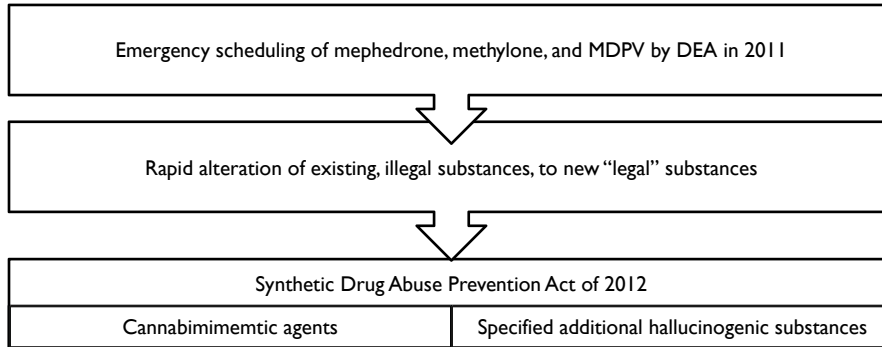 Emergency scheduling of mephedrone, methylone, and MDPV by DEA in 2011
Rapid alteration of existing, illegal substances, to new “legal” substances
Synthetic Drug Abuse Prevention Act of 2012
Cannabimimemtic agents
Specified additional hallucinogenic substances